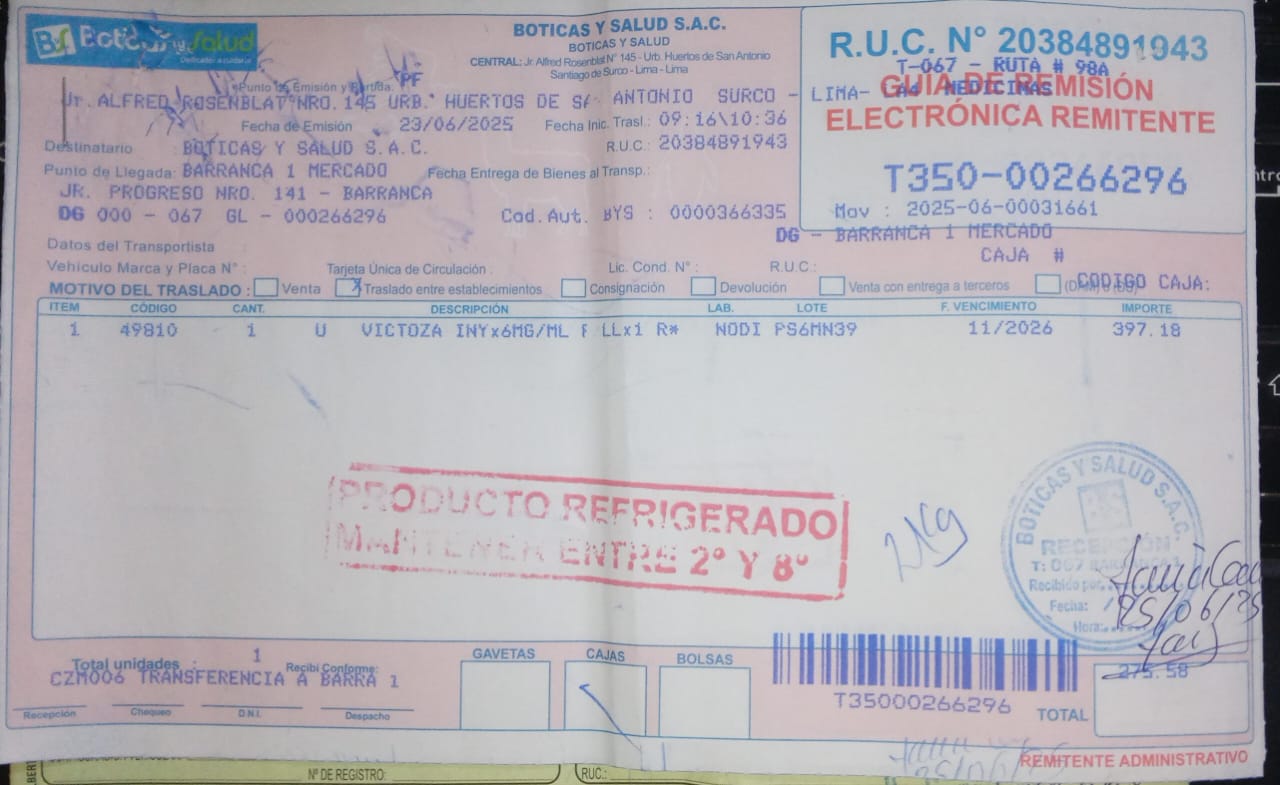 BS Boticas y Salud
Dedicados a cuidarte
BOTICAS Y SALUD S.A.C.
BOTICAS Y SALUD
CENTRAL: Jr. Alfred Rosenblat N° 145 - Urb. Huertos de San Antonio
Santiago de Surco - Lima - Lima
R.U.C. N° 20384891943
T-067 - RUTA # 98A
GUÍA DE REMISIÓN
MEDICINAS
ELECTRÓNICA REMITENTE
T350-00266296
Mov : 2025-06-00031661
PF
Punto de Emisión y Partida:
Jr. ALFRED ROSENBLAT NRO. 145 URB. HUERTOS DE SA ANTONIO SURCO - LIMA-
Fecha de Emisión 23/06/2025 Fecha Inic. Trasl.: 09:16\10:36
Destinatario BOTICAS Y SALUD S.A.C. R.U.C.: 20384891943
Punto de Llegada: BARRANCA 1 MERCADO Fecha Entrega de Bienes al Transp.:
JR. PROGRESO NRO. 141 - BARRANCA
DG 000 - 067 GL - 000266296 Cod.Aut. BYS : 0000366335
DG - BARRANCA 1 MERCADO
Datos del Transportista CAJA #
Vehículo Marca y Placa N° : Tarjeta Única de Circulación : Lic. Cond. N° : R.U.C.:
MOTIVO DEL TRASLADO : Venta X Traslado entre establecimientos Consignación Devolución Venta con entrega a terceros CODIGO CAJA:
ITEM CÓDIGO CANT. DESCRIPCIÓN LAB. LOTE F. VENCIMIENTO IMPORTE
1 49810 1 U VICTOZA INYx6MG/ML P LLx1 R* NODI PS6MN39 11/2026 397.18
PRODUCTO REFRIGERADO
MANTENER ENTRE 2° Y 8°
BOTICAS Y SALUD S.A.C.
RECEPCIÓN
T: 067
Recibido por:
Fecha:
Hora:
25/06/25
Total unidades : 1 Recibí Conforme:
CZM006 TRANSFERENCIA A BARRA 1
Recepción Chequeo D.N.I. Despacho
GAVETAS CAJAS BOLSAS
T35000266296
TOTAL 275.58
REMITENTE ADMINISTRATIVO
25/06/25
N° DE REGISTRO: RUC.: